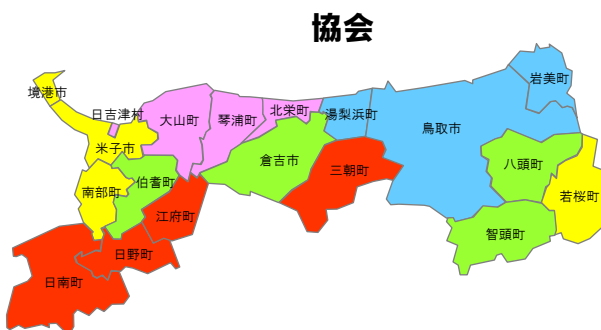 協会
境港市
日吉津村
米子市
大山町
琴浦町
北栄町
湯梨浜町
鳥取市
岩美町
南部町
伯耆町
倉吉市
三朝町
八頭町
若桜町
江府町
智頭町
日野町
日南町